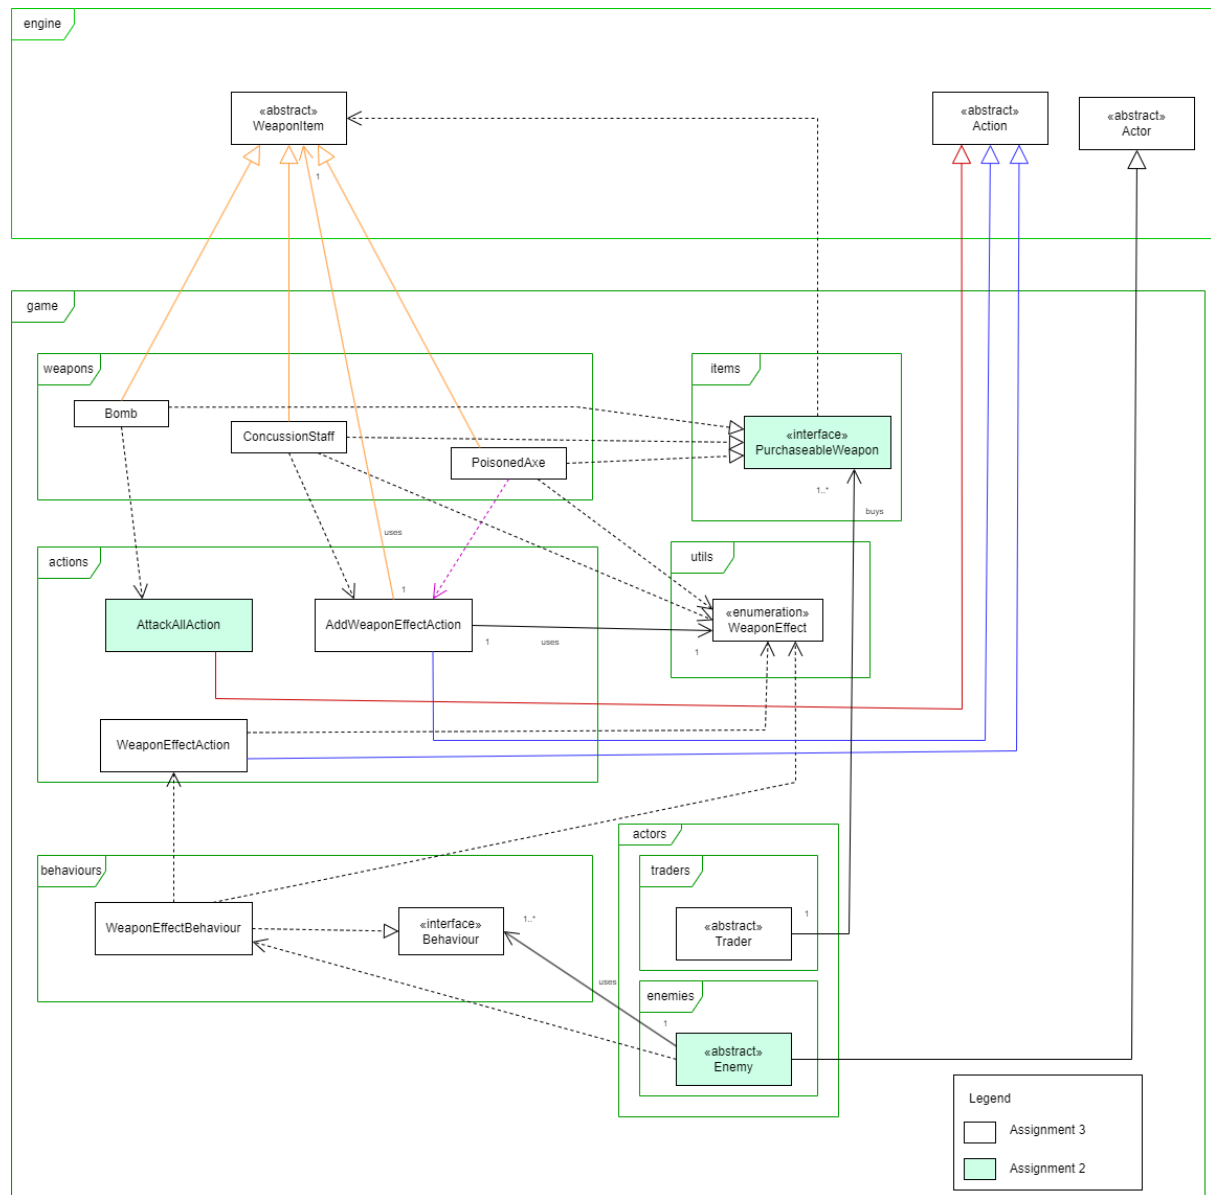 engine
«abstract»
WeaponItem
«abstract»
Action
«abstract»
Actor
1
game
weapons
items
Bomb
ConcussionStaff
«interface»
PurchaseableWeapon
PoisonedAxe
1..*
buys
uses
actions
utils
1
AttackAllAction
AddWeaponEffectAction
«enumeration»
WeaponEffect
1
uses
1
WeaponEffectAction
actors
behaviours
traders
WeaponEffectBehaviour
«interface»
Behaviour
1..*
«abstract»
Trader
1
uses
enemies
1
«abstract»
Enemy
Legend
Assignment 3
Assignment 2